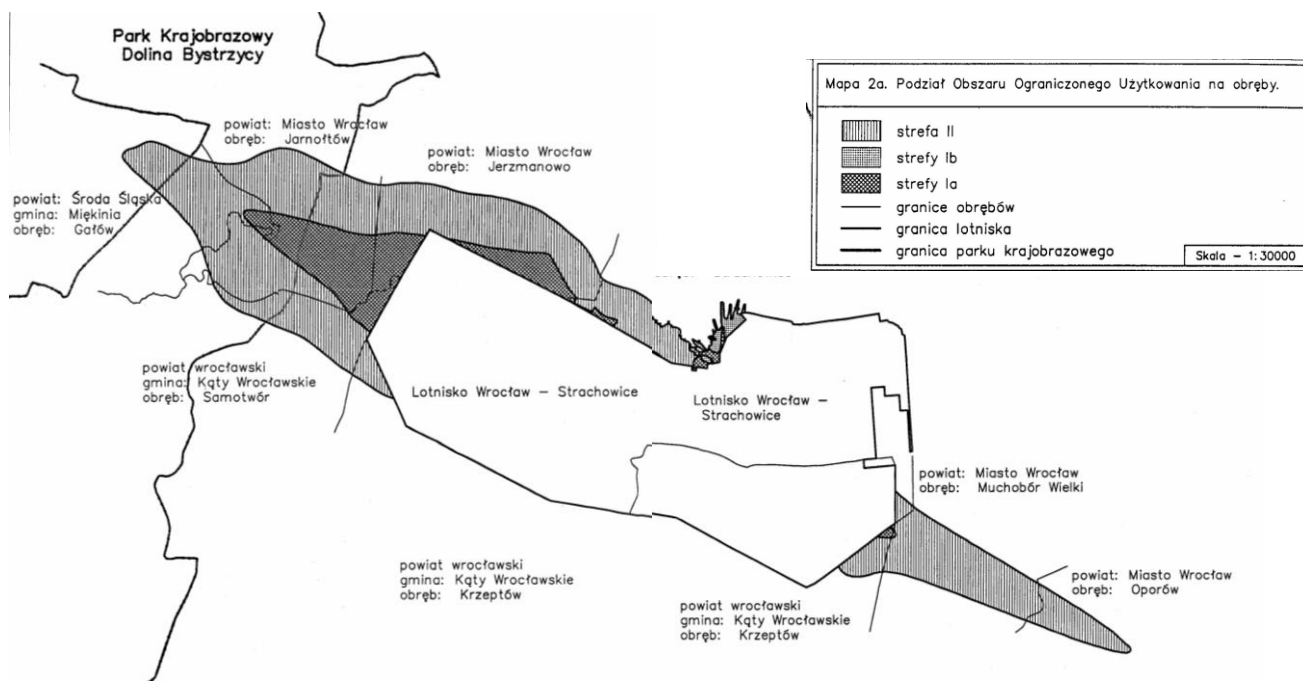 Park Krajobrazowy
Dolina Bystrzycy
Mapa 2a. Podział Obszaru Ograniczonego Użytkowania na obręby.
strefa II
strefy Ib
strefy Ia
granice obrębów
granica lotniska
granica parku krajobrazowego
Skala – 1:30000
powiat: Miasto Wrocław
obręb: Jarnołtów
powiat: Miasto Wrocław
obręb: Jerzmanowo
powiat: Środa Śląska
gmina: Miękinia
obręb: Gałów
powiat wrocławski
gmina: Kąty Wrocławskie
obręb: Samotwór
Lotnisko Wrocław – Strachowice
Lotnisko Wrocław –
Strachowice
powiat: Miasto Wrocław
obręb: Muchobór Wielki
powiat wrocławski
gmina: Kąty Wrocławskie
obręb: Krzeptów
powiat wrocławski
gmina: Kąty Wrocławskie
obręb: Krzeptów
powiat: Miasto Wrocław
obręb: Oporów